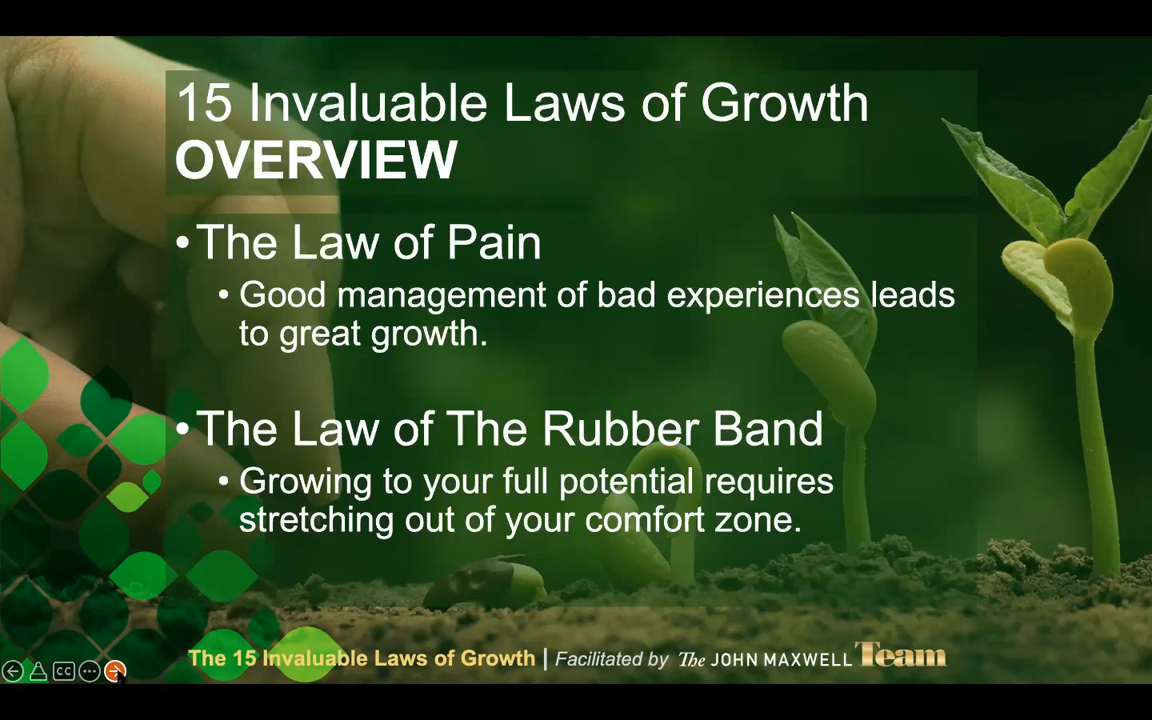 15 Invaluable Laws of Growth
OVERVIEW
•The Law of Pain
• Good management of bad experiences leads
to great growth.
•The Law of The Rubber Band
• Growing to your full potential requires
stretching out of your comfort zone.
CC
The 15 Invaluable Laws of Growth | Facilitated by The JOHN MAXWELL Team